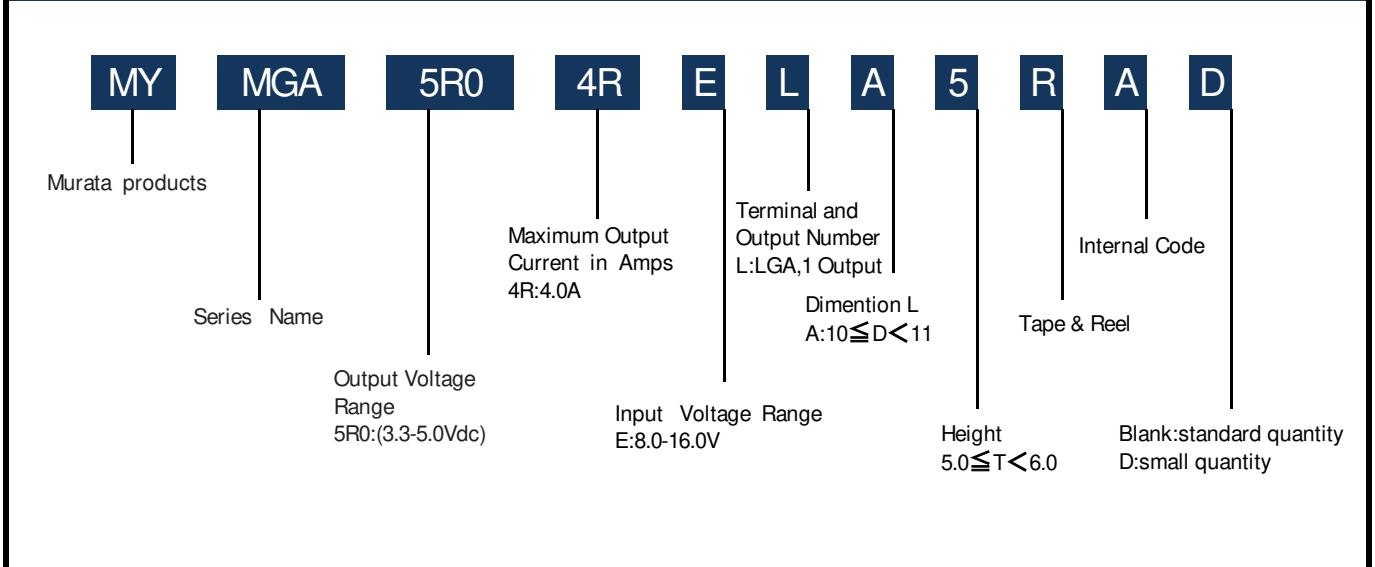 MY MGA 5R0 4R E L A 5 R A D
Murata products
Series Name
Output Voltage
Range
5R0:(3.3-5.0Vdc)
Maximum Output
Current in Amps
4R:4.0A
Input Voltage Range
E:8.0-16.0V
Terminal and
Output Number
L:LGA,1 Output
Dimention L
A:10≦D<11
Height
5.0≦T<6.0
Tape & Reel
Internal Code
Blank:standard quantity
D:small quantity